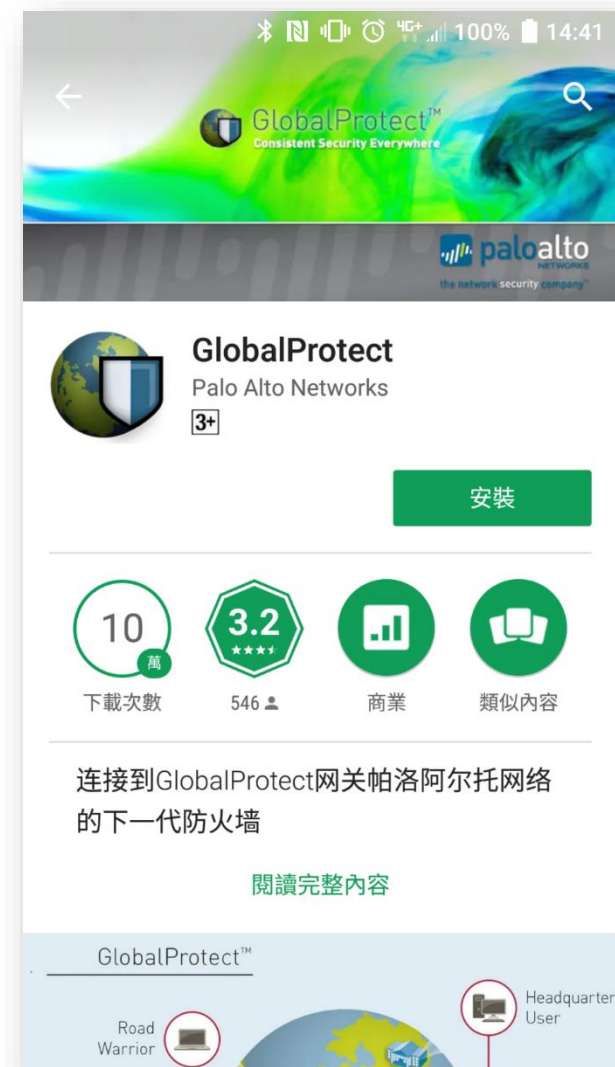 4G+ 100% 14:41
GlobalProtect™
Consistent Security Everywhere
paloalto
NETWORKS
the network security company™
GlobalProtect
Palo Alto Networks
3+
安裝
10
萬
3.2
下載次數
546
商業
類似內容
连接到GlobalProtect网关帕洛阿尔托网络
的下一代防火墙
閱讀完整內容
GlobalProtect™
Headquarter
User
Road
Warrior